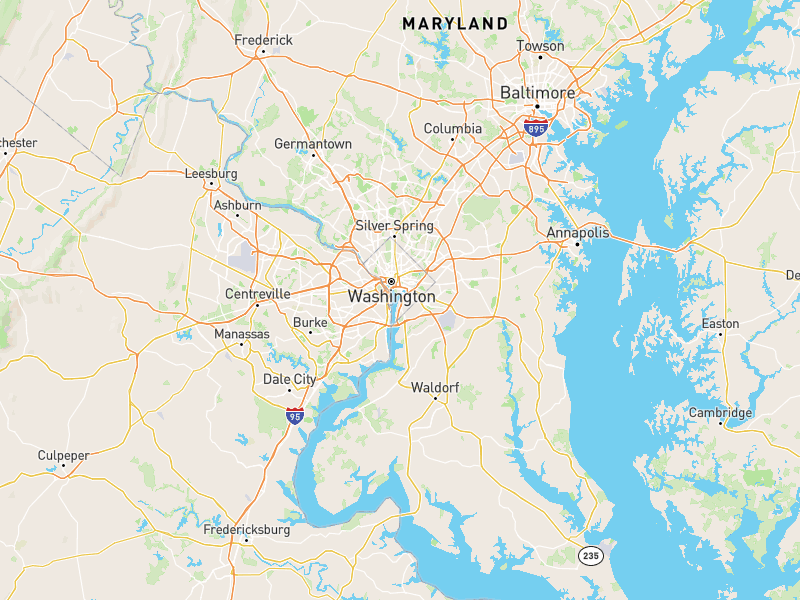 MARYLAND
Frederick
Towson
Baltimore
895
Columbia
Germantown
chester
Leesburg
Ashburn
Silver Spring
Annapolis
De
Washington
Centreville
Burke
Easton
Manassas
Dale City
Waldorf
95
Cambridge
Culpeper
Fredericksburg
235